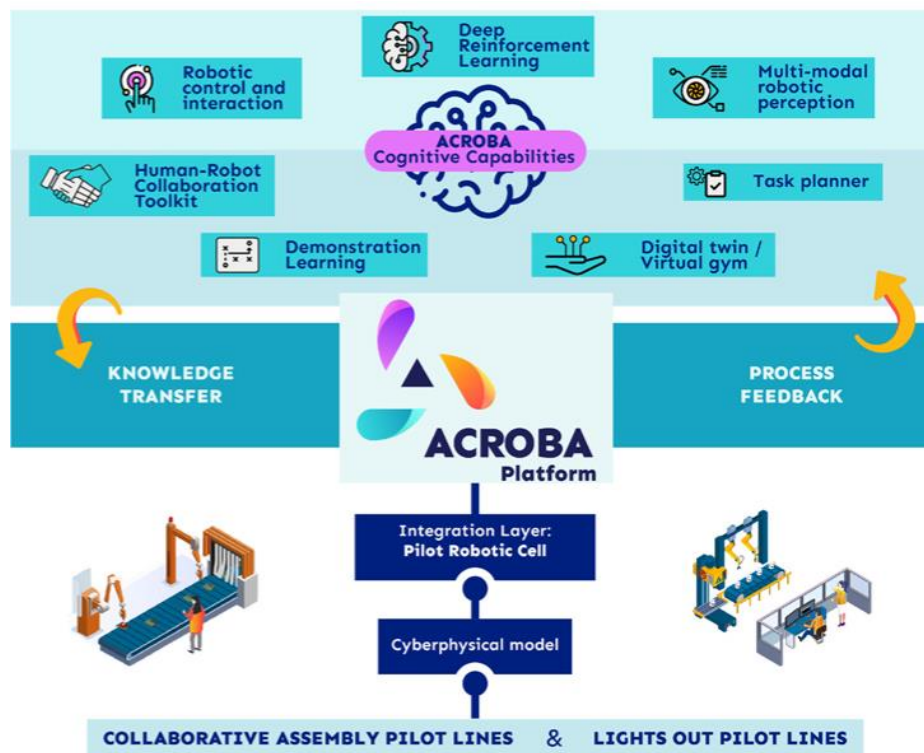 Deep
Reinforcement
Learning
Robotic
control and
interaction
Multi-modal
robotic
perception
ACROBA
Cognitive Capabilities
Human-Robot
Collaboration
Toolkit
Task planner
Demonstration
Learning
Digital twin /
Virtual gym
KNOWLEDGE
TRANSFER
PROCESS
FEEDBACK
ACROBA
Platform
Integration Layer:
Pilot Robotic Cell
Cyberphysical model
COLLABORATIVE ASSEMBLY PILOT LINES & LIGHTS OUT PILOT LINES